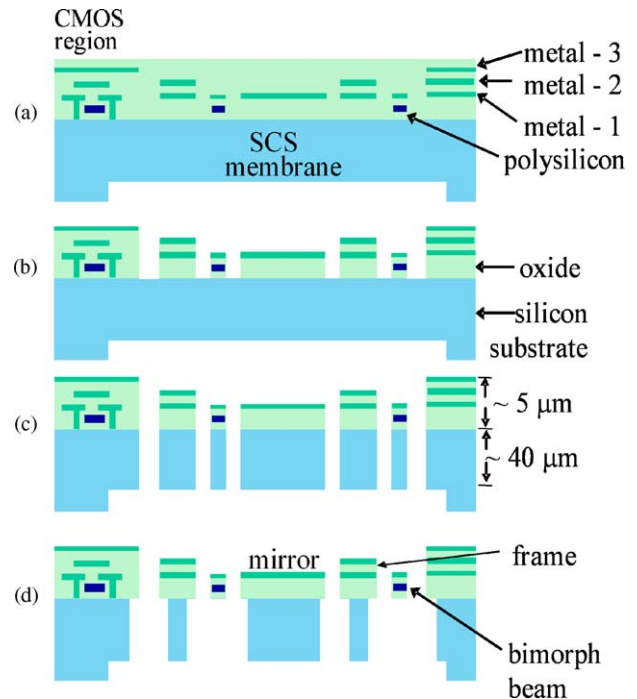 CMOS
region
metal - 3
metal - 2
metal - 1
polysilicon
(a)
SCS
membrane
(b)
oxide
silicon
substrate
(c)
~ 5 μm
~ 40 μm
(d)
mirror
frame
bimorph
beam